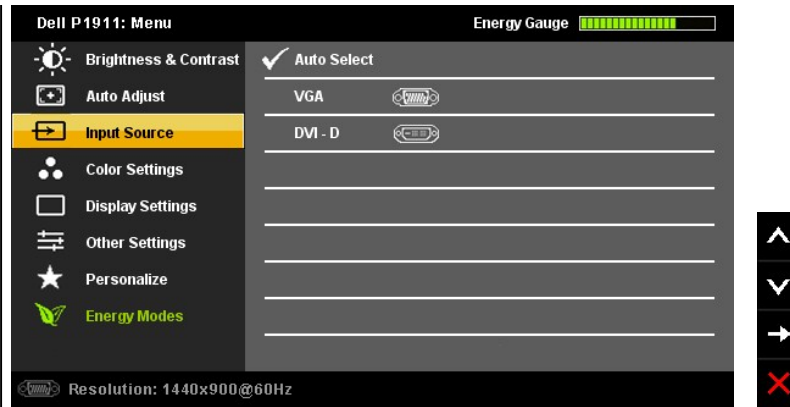 Dell P1911: Menu Energy Gauge
Brightness & Contrast Auto Select
Auto Adjust VGA
Input Source DVI - D
Color Settings
Display Settings
Other Settings
Personalize
Energy Modes
Resolution: 1440x900@60Hz